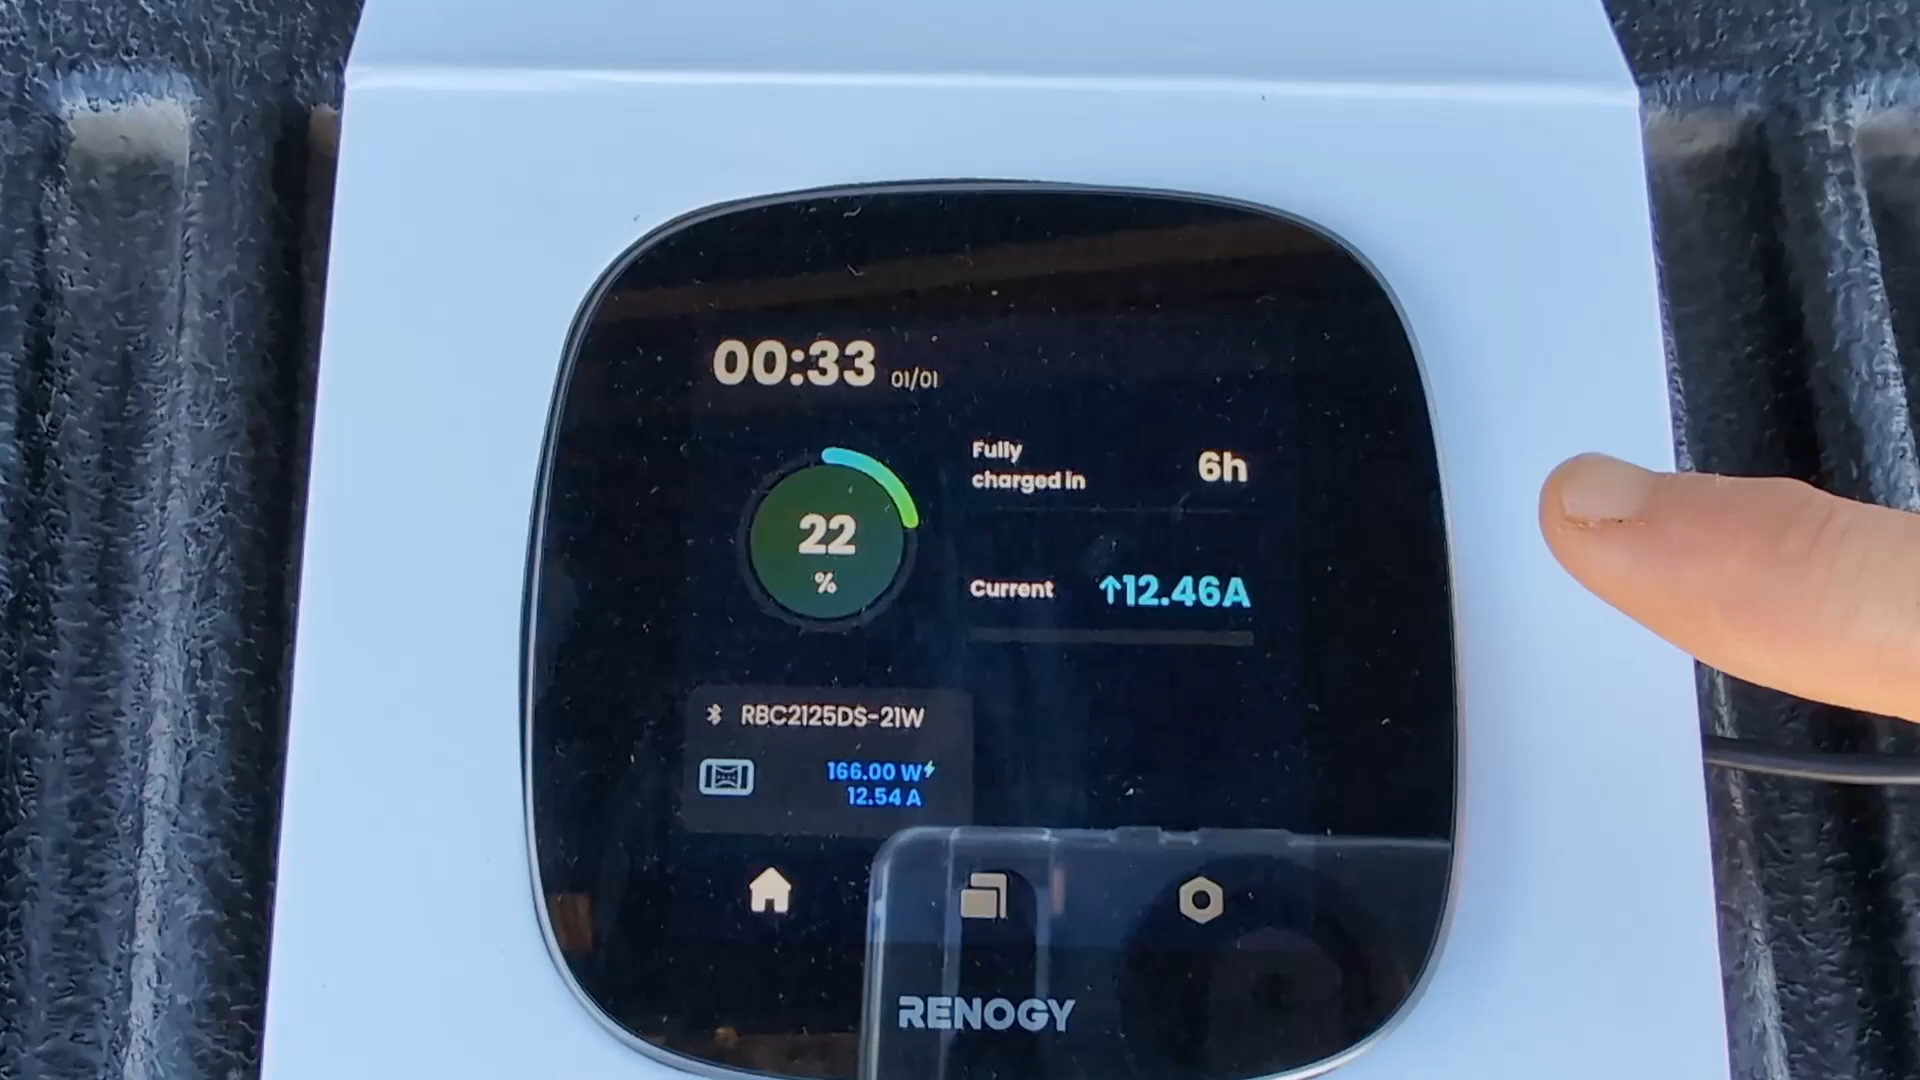 00:33 01/01
Fully
charged in
6h
22
%
Current ↑12.46A
RBC2125DS-21W
166.00 W
12.54 A
RENOGY